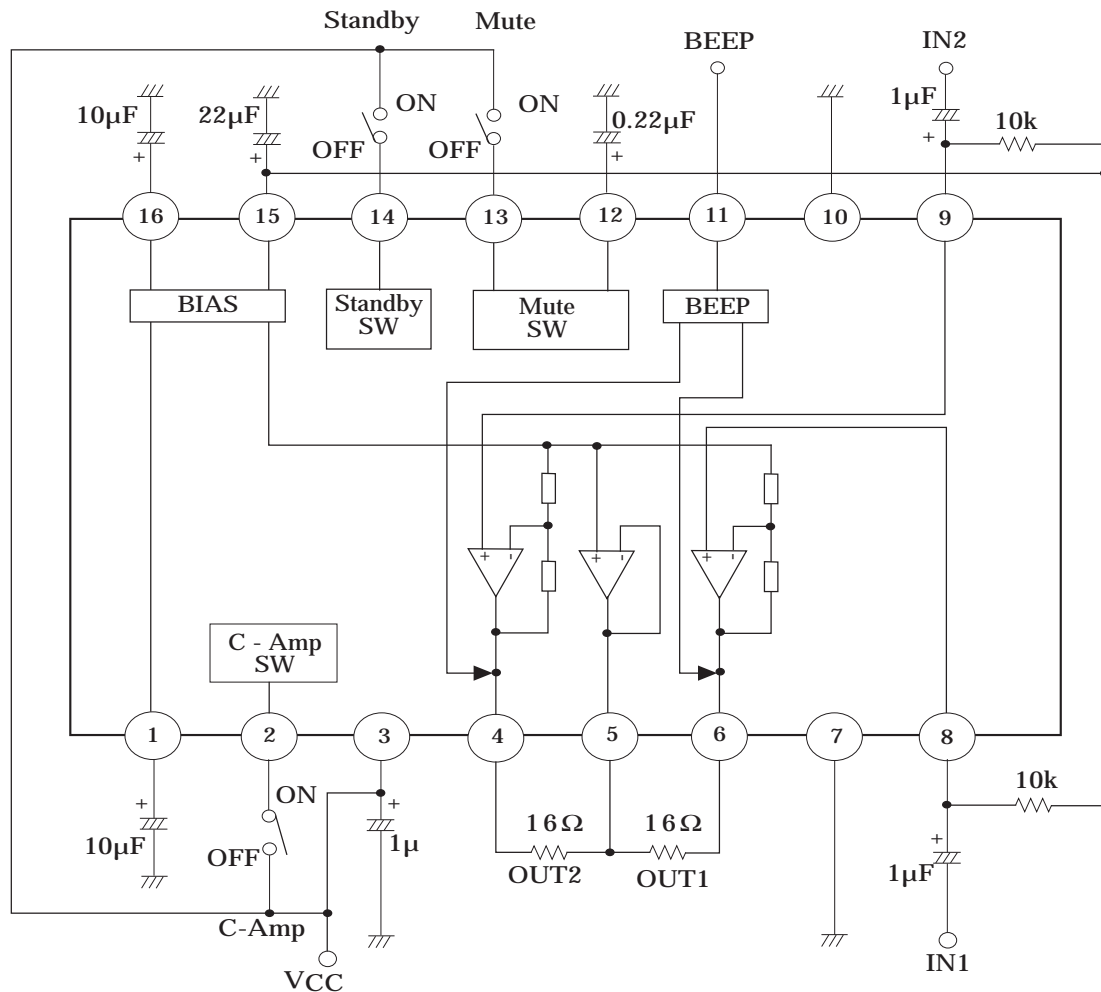 Standby Mute
BEEP IN2
10μF 22μF ON ON 0.22μF 1μF 10k
OFF OFF
+ + + +
16 15 14 13 12 11 10 9
BIAS Standby SW Mute SW BEEP
+ - + - + -
C - Amp
SW
1 2 3 4 5 6 7 8
+ ON + 16Ω 16Ω + 10k
10μF OFF 1μ OUT2 OUT1 1μF
C-Amp
VCC IN1